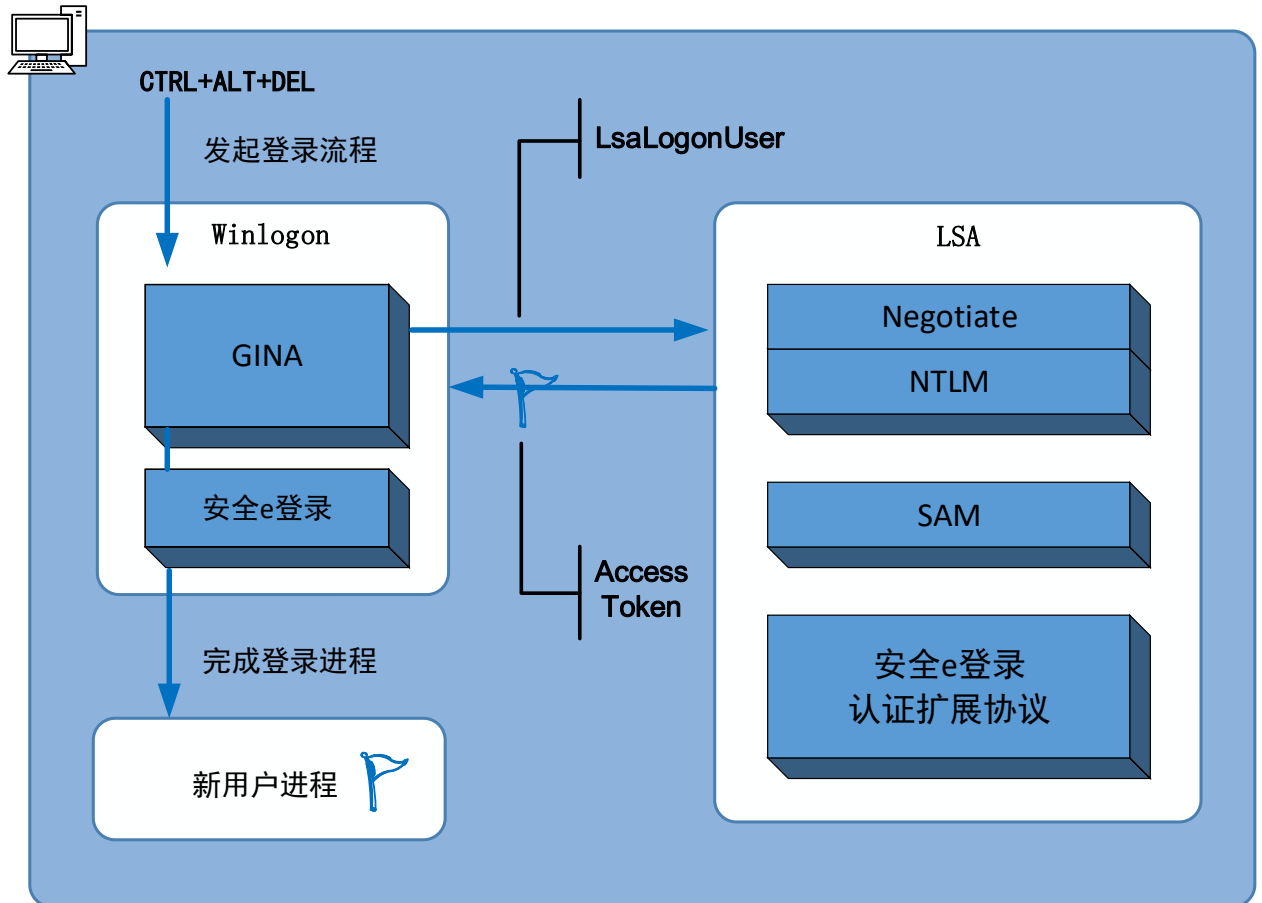 CTRL+ALT+DEL
发起登录流程
LsaLogonUser
Winlogon
GINA
安全e登录
LSA
Negotiate
NTLM
SAM
安全e登录
认证扩展协议
Access
Token
完成登录进程
新用户进程